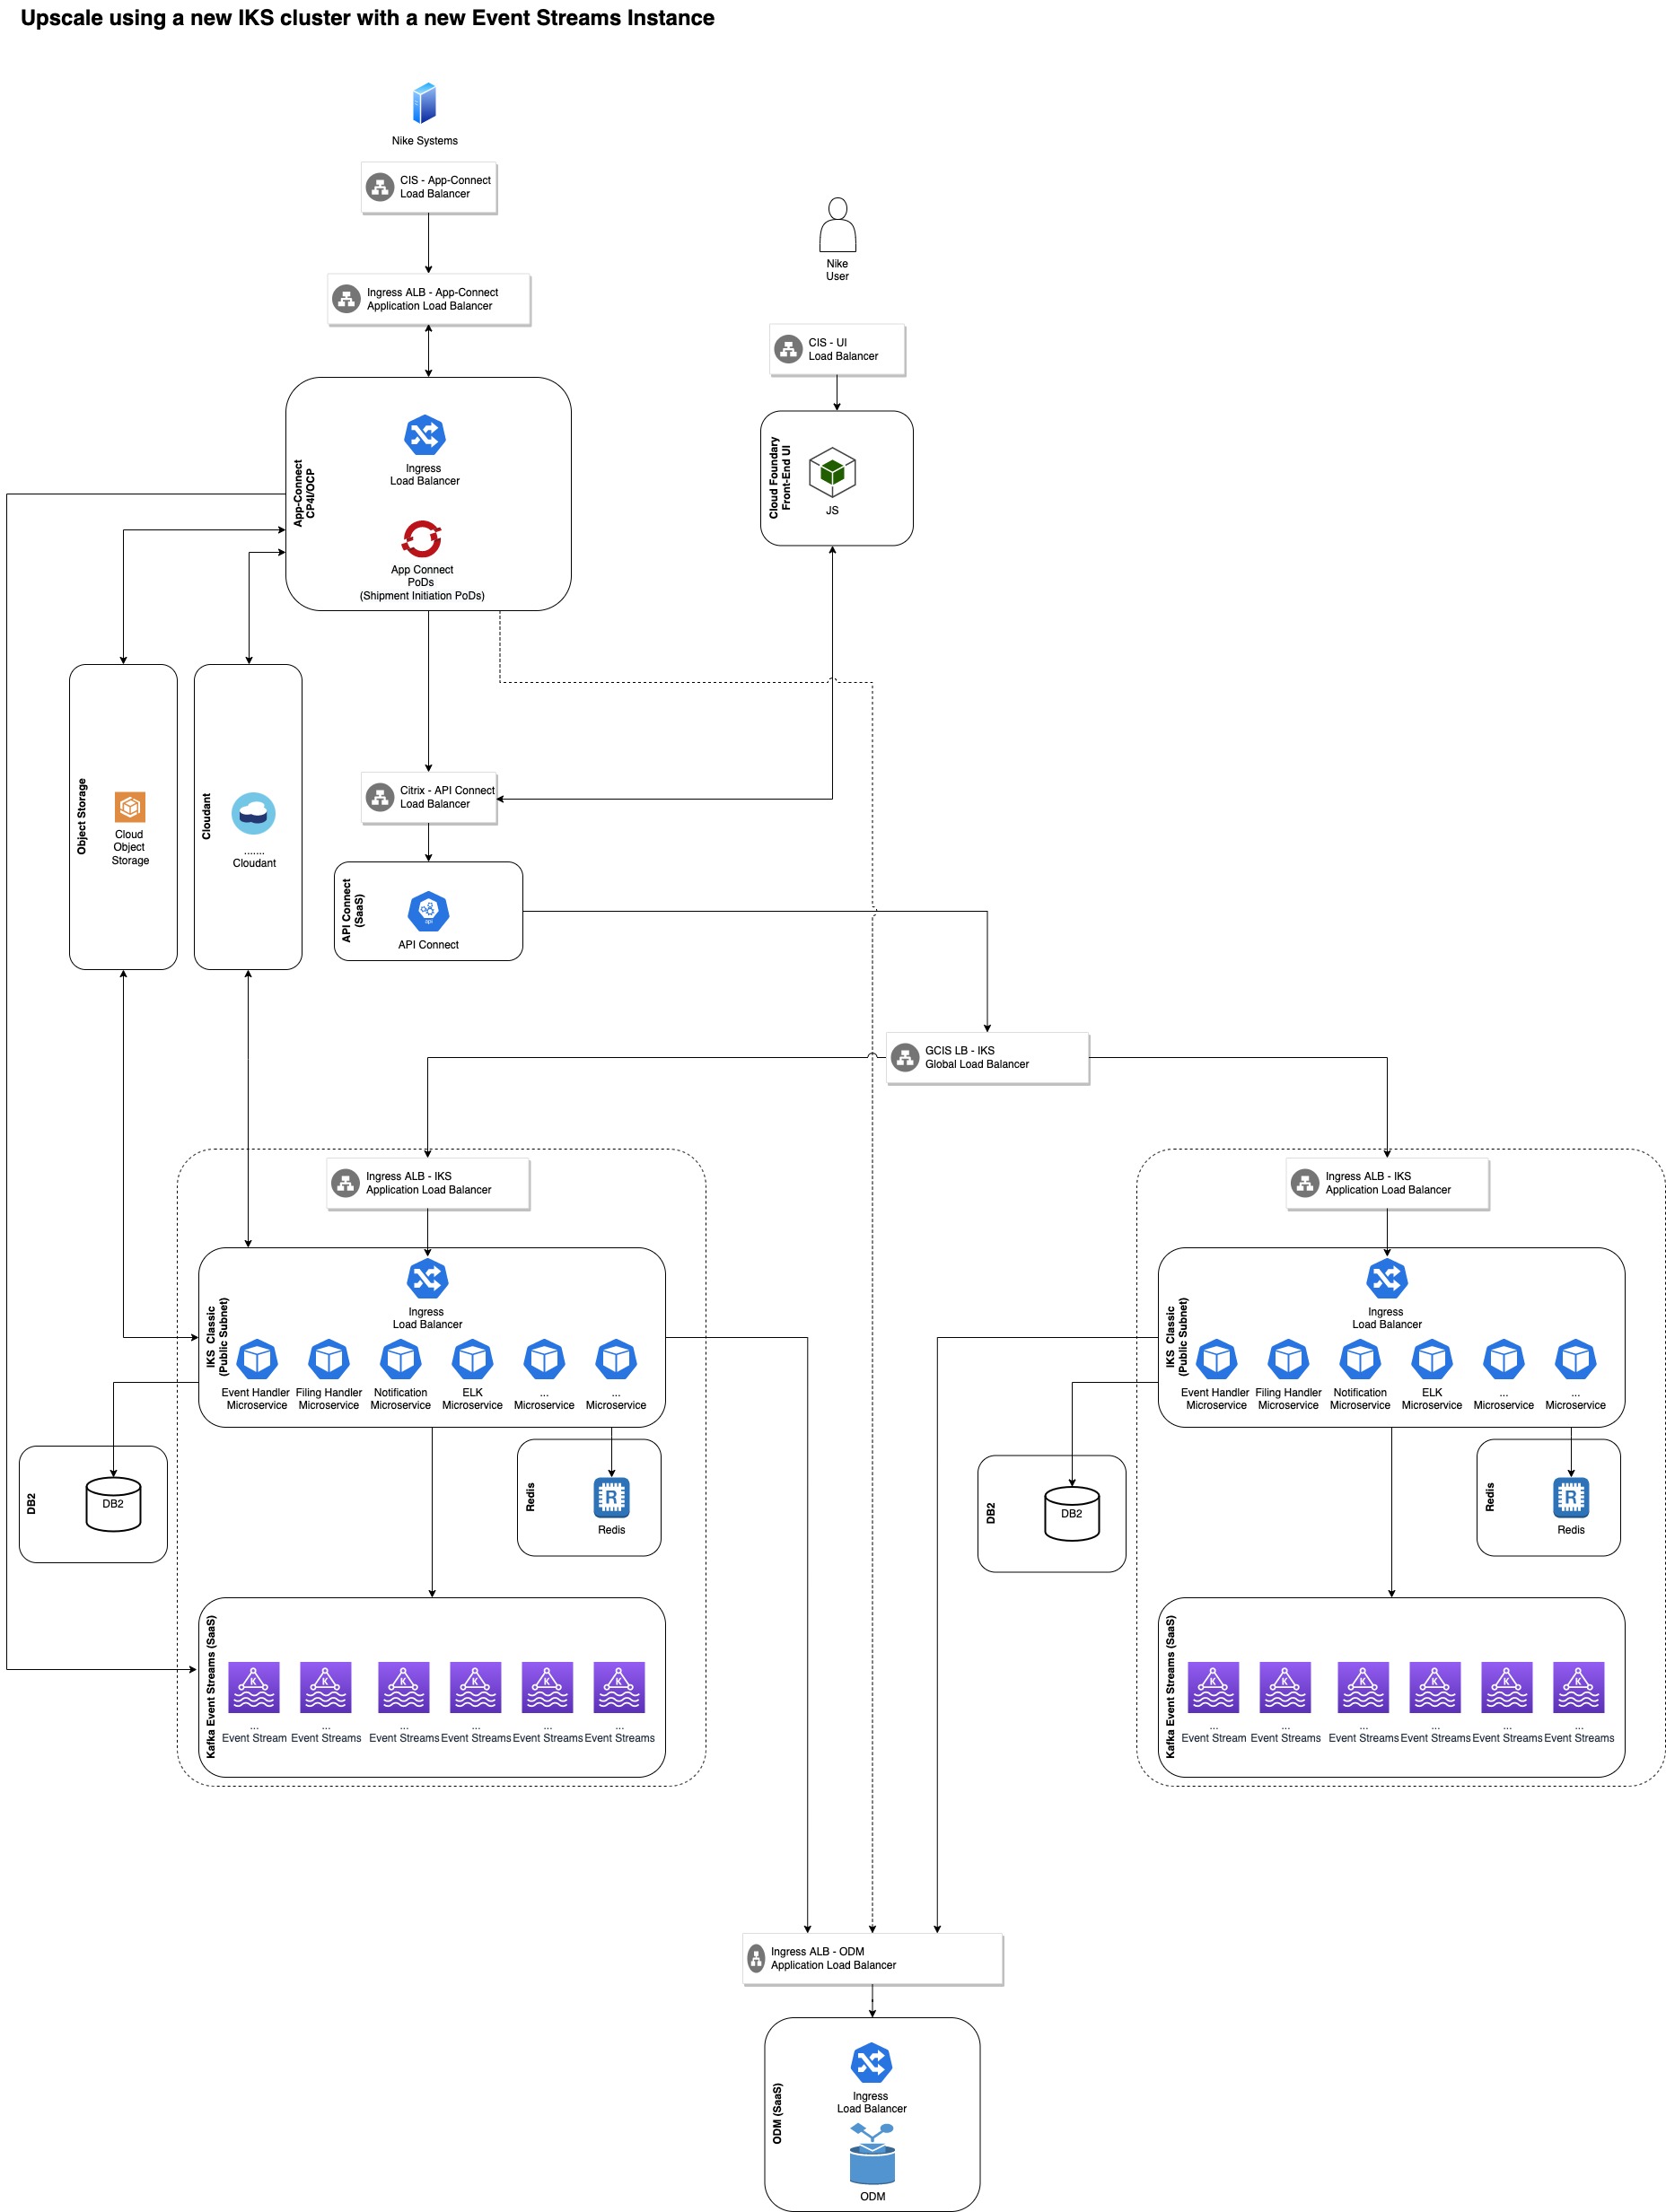 Upscale using a new IKS cluster with a new Event Streams Instance
Nike Systems
CIS - App-Connect
Load Balancer
Nike
User
Ingress ALB - App-Connect
Application Load Balancer
CIS - UI
Load Balancer
App-Connect
CP4I/OCP
Ingress
Load Balancer
App Connect
PoDs
(Shipment Initiation PoDs)
Cloud Foundry
Front-End UI
JS
Object Storage
Cloud
Object
Storage
Cloudant
.......
Cloudant
Citrix - API Connect
Load Balancer
API Connect
(SaaS)
api
API Connect
GCIS LB - IKS
Global Load Balancer
Ingress ALB - IKS
Application Load Balancer
IKS Classic
(Public Subnet)
Ingress
Load Balancer
Event Handler
Microservice
Filing Handler
Microservice
Notification
Microservice
ELK
Microservice
...
Microservice
...
Microservice
DB2
DB2
Redis
R
Redis
Kafka Event Streams (SaaS)
K
...
Event Stream
K
...
Event Streams
K
...
Event Streams
K
...
Event Streams
K
...
Event Streams
K
...
Event Streams
Ingress ALB - IKS
Application Load Balancer
IKS Classic
(Public Subnet)
Ingress
Load Balancer
Event Handler
Microservice
Filing Handler
Microservice
Notification
Microservice
ELK
Microservice
...
Microservice
...
Microservice
DB2
DB2
Redis
R
Redis
Kafka Event Streams (SaaS)
K
...
Event Stream
K
...
Event Streams
K
...
Event Streams
K
...
Event Streams
K
...
Event Streams
K
...
Event Streams
Ingress ALB - ODM
Application Load Balancer
ODM (SaaS)
Ingress
Load Balancer
ODM